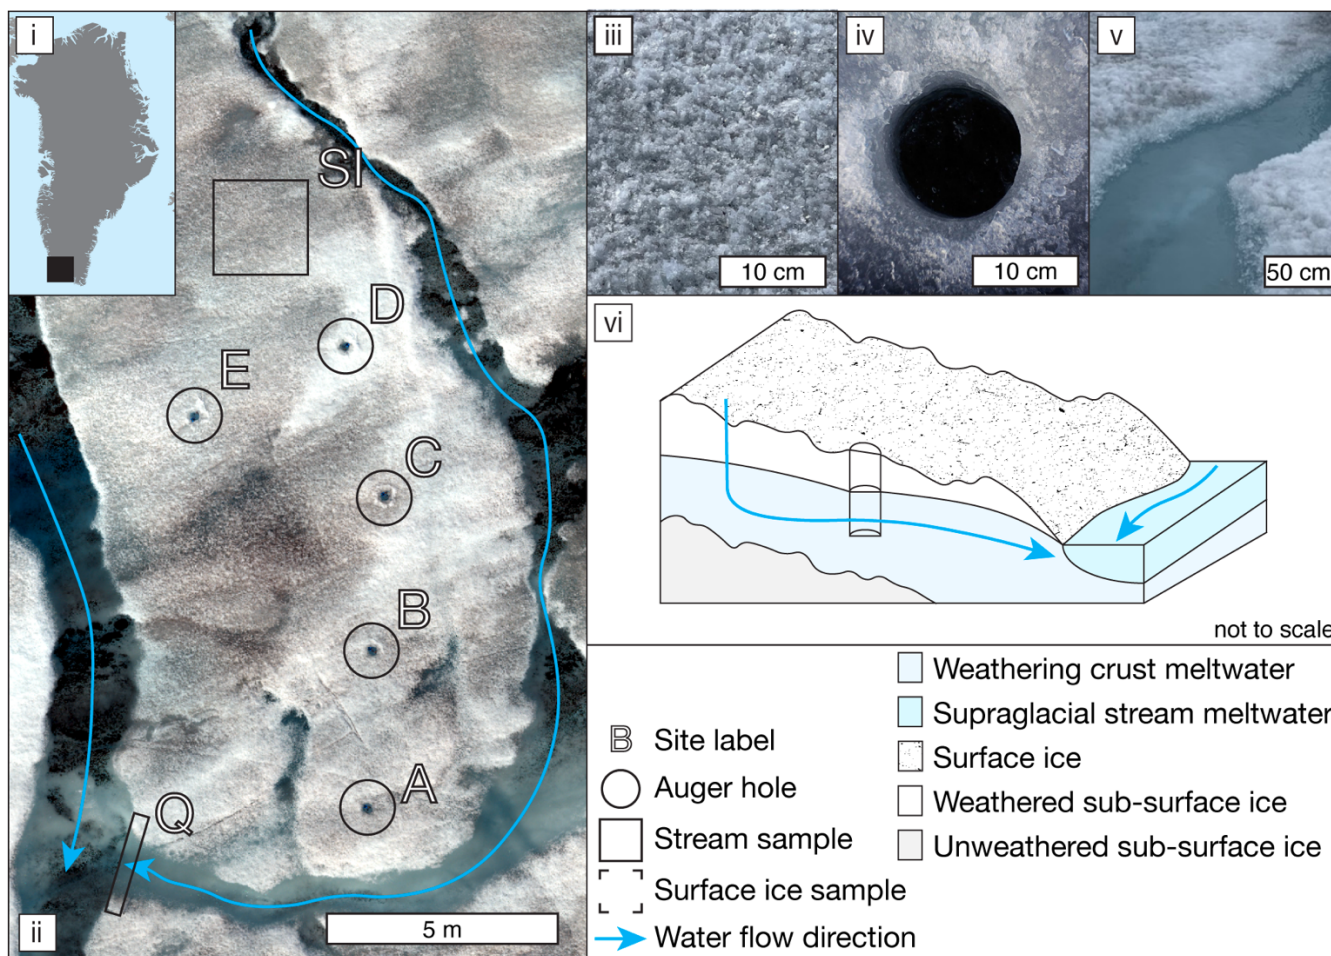 i
ii
SI
D
E
C
B
A
Q
5 m
iii
10 cm
iv
10 cm
v
50 cm
vi
not to scale
B Site label
Auger hole
Stream sample
Surface ice sample
Water flow direction
Weathering crust meltwater
Supraglacial stream meltwater
Surface ice
Weathered sub-surface ice
Unweathered sub-surface ice